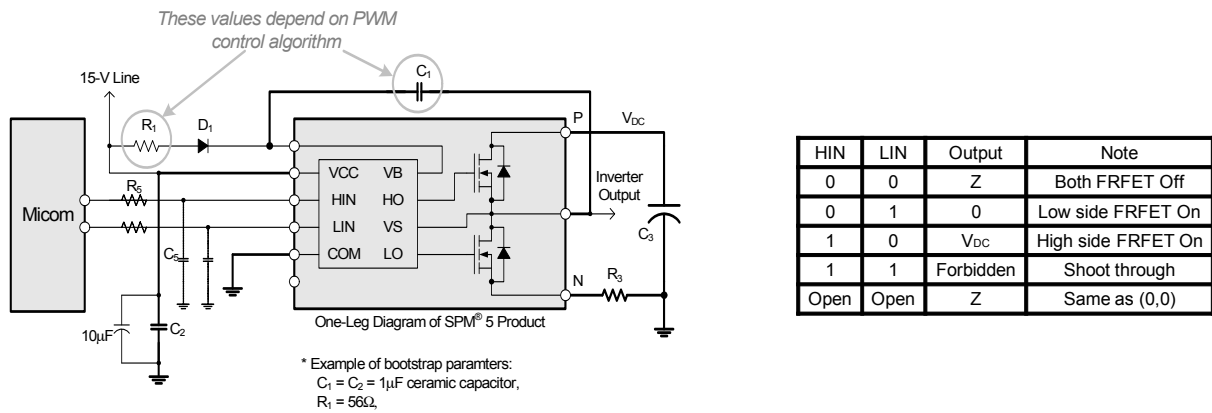 These values depend on PWM
control algorithm
15-V Line
C₁
R₁
D₁
P
V_DC
R₅
Micom
VCC
VB
HIN
HO
LIN
VS
COM
LO
Inverter
Output
C₃
C₅
N
R₃
10μF
C₂
One-Leg Diagram of SPM® 5 Product
* Example of bootstrap paramters:
C₁ = C₂ = 1μF ceramic capacitor,
R₁ = 56Ω,
HIN LIN Output Note
0 0 Z Both FRFET Off
0 1 0 Low side FRFET On
1 0 V_DC High side FRFET On
1 1 Forbidden Shoot through
Open Open Z Same as (0,0)